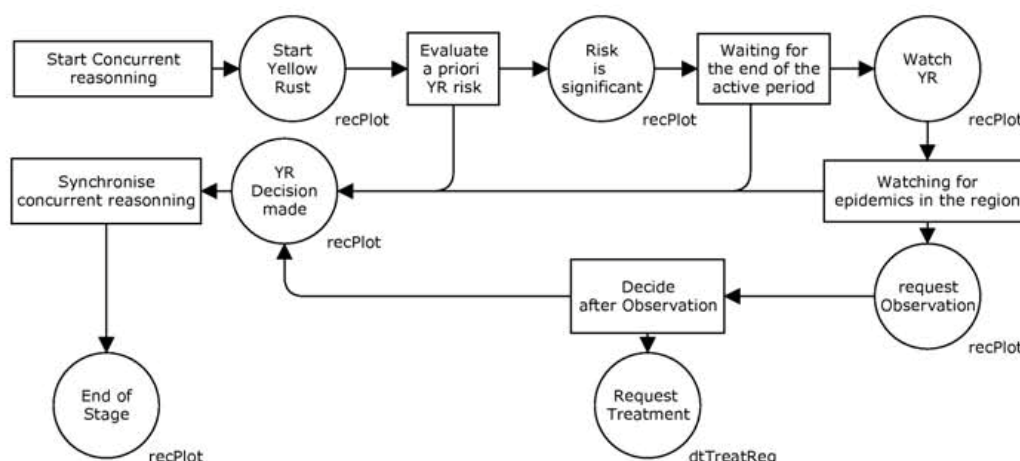 Start Concurrent
reasonning
Start
Yellow
Rust
recPlot
Evaluate
a priori
YR risk
Risk
is
significant
recPlot
Waiting for
the end of the
active period
Watch
YR
recPlot
Synchronise
concurrent reasonning
YR
Decision
made
recPlot
Watching for
epidemics in the region
Decide
after Observation
request
Observation
recPlot
End of
Stage
recPlot
Request
Treatment
dtTreatReq